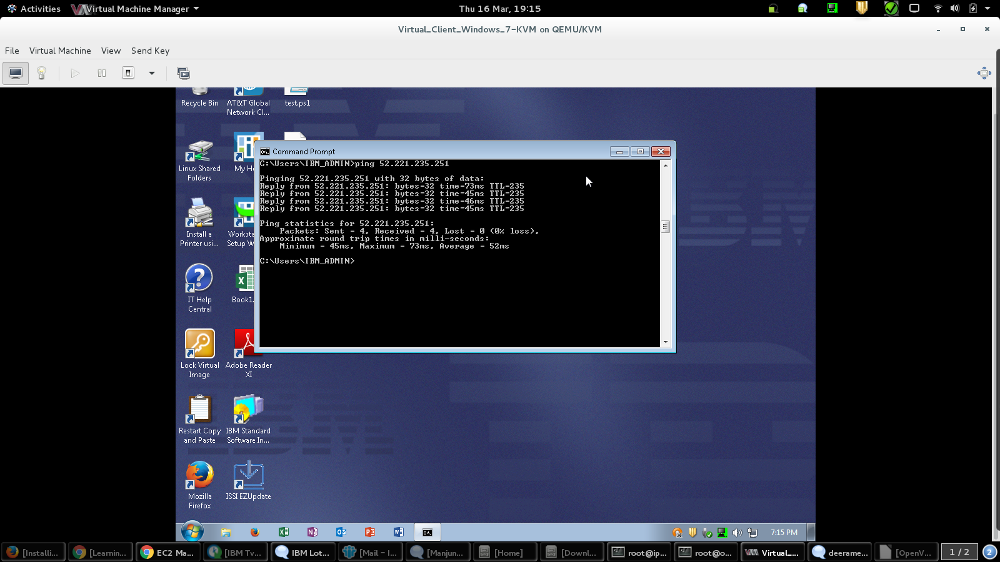 Activities
Virtual Machine Manager
Thu 16 Mar, 19:15
Virtual_Client_Windows_7-KVM on QEMU/KVM
File Virtual Machine View Send Key
Recycle Bin
AT&T Global
Network Cl...
test.ps1
Linux Shared
Folders
My He
Install a
Printer usi...
Worksta
Setup W
IT Help
Central
Book1.
Lock Virtual
Image
Adobe Reader
XI
Restart Copy
and Paste
IBM Standard
Software In...
Mozilla
Firefox
ISSI EZUpdate
IBM
Command Prompt
C:\Users\IBM_ADMIN>ping 52.221.235.251
Pinging 52.221.235.251 with 32 bytes of data:
Reply from 52.221.235.251: bytes=32 time=73ms TTL=235
Reply from 52.221.235.251: bytes=32 time=45ms TTL=235
Reply from 52.221.235.251: bytes=32 time=46ms TTL=235
Reply from 52.221.235.251: bytes=32 time=45ms TTL=235
Ping statistics for 52.221.235.251:
Packets: Sent = 4, Received = 4, Lost = 0 (0% loss),
Approximate round trip times in milli-seconds:
Minimum = 45ms, Maximum = 73ms, Average = 52ms
C:\Users\IBM_ADMIN>
7:15 PM
[Installi...
[Learnin...
EC2 Ma...
[IBM Tv...
IBM Lot...
[Mail - I...
[Manjun...
[Home]
[Downl...
root@ip...
root@o...
Virtual_...
deerame...
[OpenV...
1 / 2
2